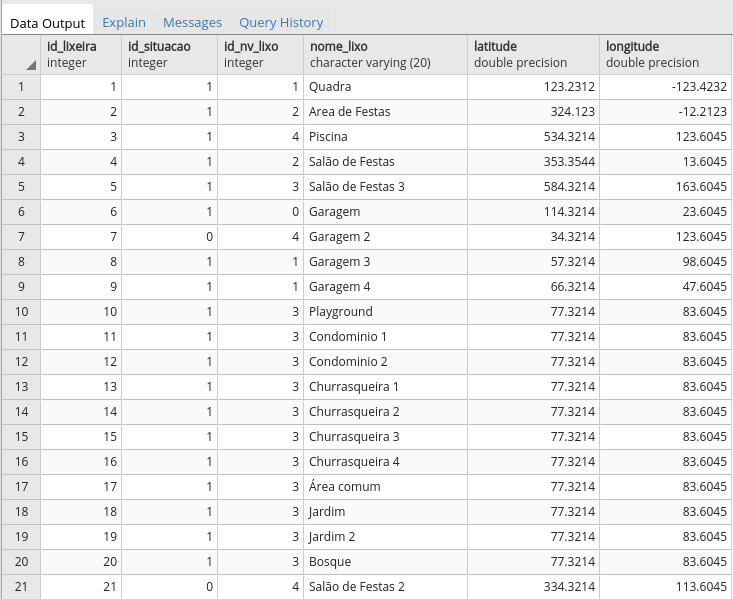 Data Output Explain Messages Query History
id_lixeira id_situacao id_nv_lixo nome_lixo latitude longitude
integer integer integer character varying (20) double precision double precision
1 1 1 1 Quadra 123.2312 -123.4232
2 2 1 2 Area de Festas 324.123 -12.2123
3 3 1 4 Piscina 534.3214 123.6045
4 4 1 2 Salão de Festas 353.3544 13.6045
5 5 1 3 Salão de Festas 3 584.3214 163.6045
6 6 1 0 Garagem 114.3214 23.6045
7 7 0 4 Garagem 2 34.3214 123.6045
8 8 1 1 Garagem 3 57.3214 98.6045
9 9 1 1 Garagem 4 66.3214 47.6045
10 10 1 3 Playground 77.3214 83.6045
11 11 1 3 Condominio 1 77.3214 83.6045
12 12 1 3 Condominio 2 77.3214 83.6045
13 13 1 3 Churrasqueira 1 77.3214 83.6045
14 14 1 3 Churrasqueira 2 77.3214 83.6045
15 15 1 3 Churrasqueira 3 77.3214 83.6045
16 16 1 3 Churrasqueira 4 77.3214 83.6045
17 17 1 3 Área comum 77.3214 83.6045
18 18 1 3 Jardim 77.3214 83.6045
19 19 1 3 Jardim 2 77.3214 83.6045
20 20 1 3 Bosque 77.3214 83.6045
21 21 0 4 Salão de Festas 2 334.3214 113.6045